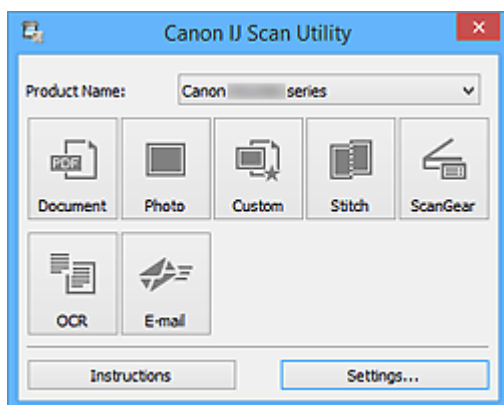 Canon IJ Scan Utility
Product Name: Canon series
PDF
Document Photo Custom Stitch ScanGear
OCR E-mail
Instructions Settings...